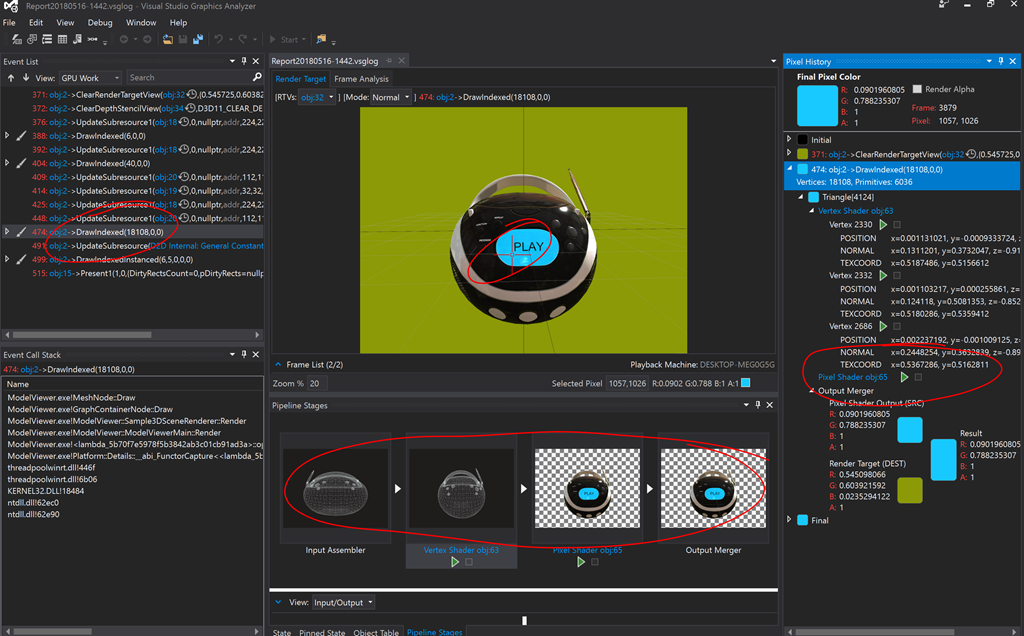 Report20180516-1442.vsglog - Visual Studio Graphics Analyzer
File Edit View Debug Window Help
Start
Event List
View: GPU Work Search
371: obj:2->ClearRenderTargetView(obj:32 ,(0.545725,0.60382
372: obj:2->ClearDepthStencilView(obj:34 ,D3D11_CLEAR_DE
376: obj:2->UpdateSubresource1(obj:18 ,0,nullptr,addr,224,22
388: obj:2->DrawIndexed(6,0,0)
392: obj:2->UpdateSubresource1(obj:18 ,0,nullptr,addr,224,22
404: obj:2->DrawIndexed(40,0,0)
409: obj:2->UpdateSubresource1(obj:20 ,0,nullptr,addr,112,11
414: obj:2->UpdateSubresource1(obj:19 ,0,nullptr,addr,32,32,
425: obj:2->UpdateSubresource1(obj:18 ,0,nullptr,addr,224,22
448: obj:2->UpdateSubresource1(obj:20 ,0,nullptr,addr,112,11
474: obj:2->DrawIndexed(18108,0,0)
491: obj:2->UpdateSubresource(D2D Internal: General Constant
499: obj:2->DrawIndexedInstanced(6,5,0,0,0)
515: obj:15->Present1(1,0,{DirtyRectsCount=0,pDirtyRects=nullp
Event Call Stack
474: obj:2->DrawIndexed(18108,0,0)
Name
ModelViewer.exe!MeshNode::Draw
ModelViewer.exe!GraphContainerNode::Draw
ModelViewer.exe!ModelViewer::Sample3DSceneRenderer::Render
ModelViewer.exe!ModelViewer::ModelViewerMain::Render
ModelViewer.exe!<lambda_5b70f7e5978f5b3842ab3c01cb91ad3a>::op
ModelViewer.exe!Platform::Details::__abi_FunctorCapture<<lambda_5b
threadpoolwinrt.dll!446f
threadpoolwinrt.dll!6b06
KERNEL32.DLL!18484
ntdll.dll!62ec0
ntdll.dll!62e90
Report20180516-1442.vsglog
Render Target Frame Analysis
[RTVs: obj:32 ] [Mode: Normal ] 474: obj:2->DrawIndexed(18108,0,0)
PLAY
Frame List (2/2) Playback Machine: DESKTOP-MEG0G5G
Zoom % 20 Selected Pixel 1057,1026 R:0.0902 G:0.788 B:1 A:1
Pipeline Stages
PLAY
PLAY
Input Assembler Vertex Shader obj:63 Pixel Shader obj:65 Output Merger
View: Input/Output
State Pinned State Object Table Pipeline Stages
Pixel History
Final Pixel Color
R: 0.0901960805
G: 0.788235307
B: 1
A: 1
Render Alpha
Frame: 3879
Pixel: 1057, 1026
Initial
371: obj:2->ClearRenderTargetView(obj:32 ,(0.545725,0
474: obj:2->DrawIndexed(18108,0,0)
Vertices: 18108, Primitives: 6036
Triangle[4124]
Vertex Shader obj:63
Vertex 2330
POSITION x=0.001131021, y=-0.0009333724,
NORMAL x=0.1311201, y=0.3732047, z=-0.91
TEXCOORD x=0.5187486, y=0.5156612
Vertex 2332
POSITION x=0.001103217, y=0.000255861, z=
NORMAL x=0.124118, y=0.5081353, z=-0.852
TEXCOORD x=0.5180286, y=0.5359412
Vertex 2686
POSITION x=0.002237192, y=-0.001009125,
NORMAL x=0.2448254, y=0.3632839, z=-0.89
TEXCOORD x=0.5367286, y=0.5162811
Pixel Shader obj:65
Output Merger
Pixel Shader Output (SRC)
R: 0.0901960805
G: 0.788235307
B: 1
A: 1
Result
R: 0.0901960805
G: 0.788235307
B: 1
A: 1
Render Target (DEST)
R: 0.545098066
G: 0.603921592
B: 0.0235294122
A: 1
Final